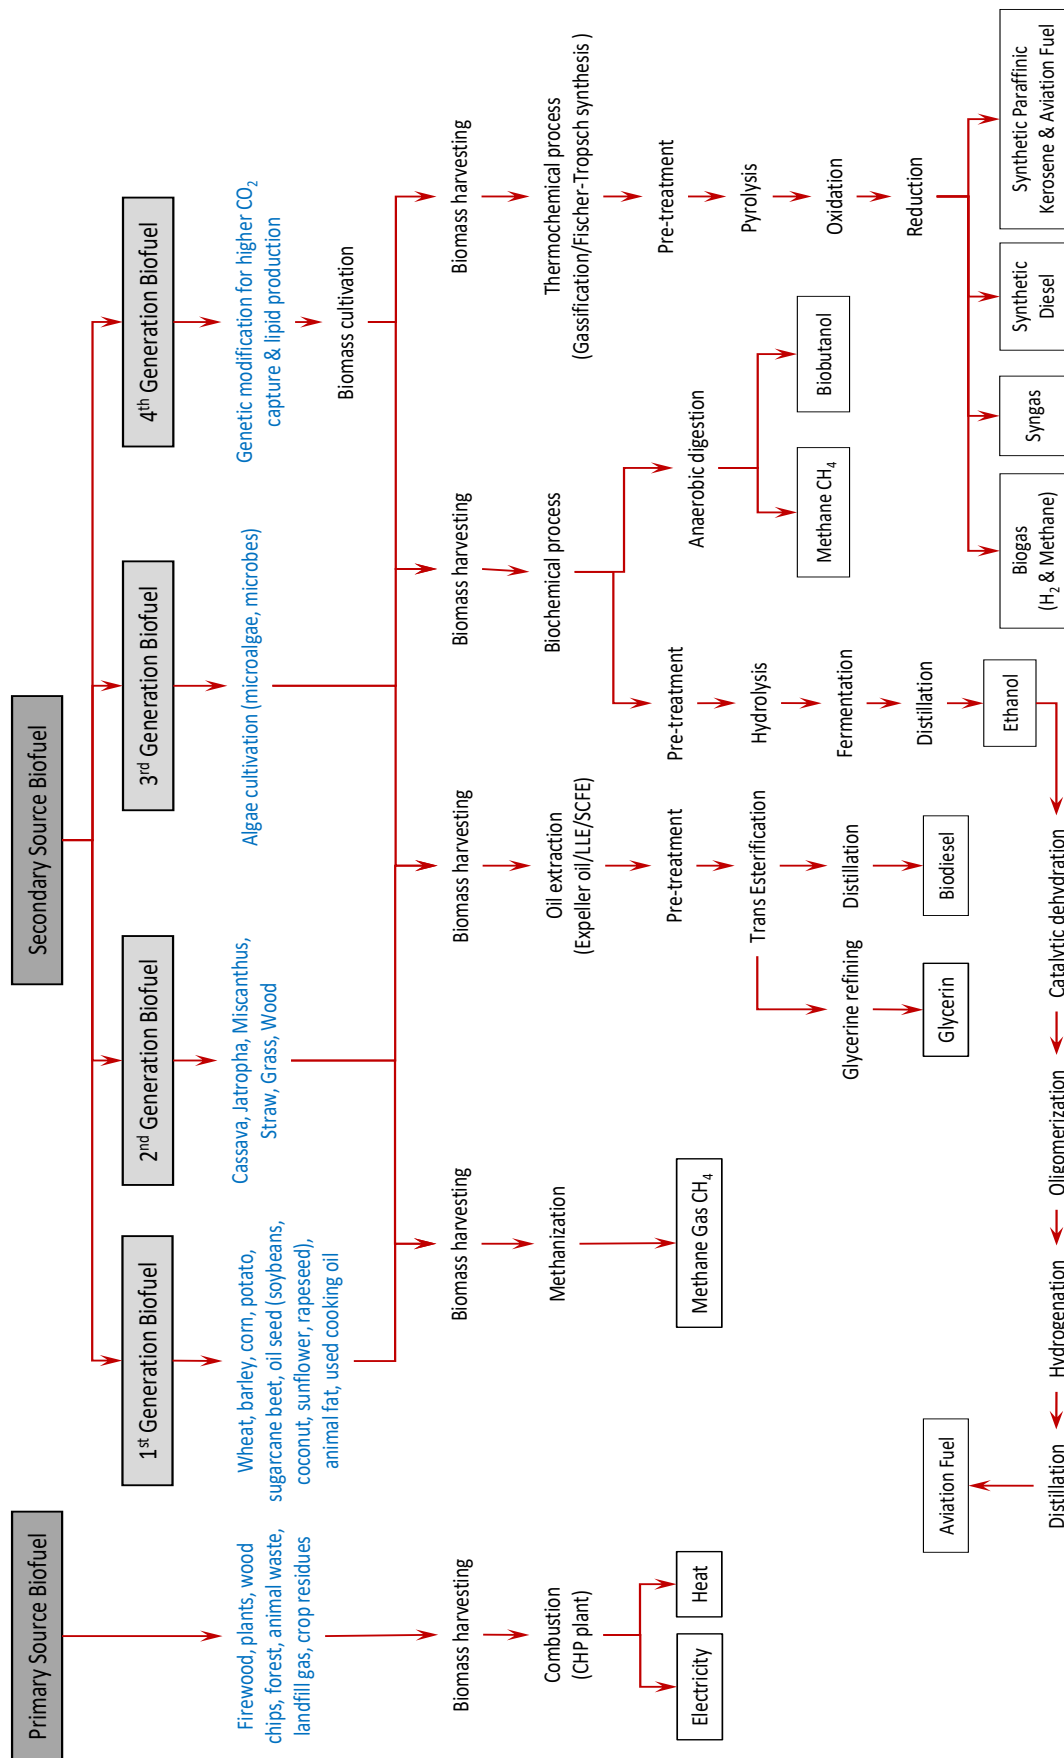 Primary Source Biofuel
Secondary Source Biofuel
1st Generation Biofuel
2nd Generation Biofuel
3rd Generation Biofuel
4th Generation Biofuel
Firewood, plants, wood
chips, forest, animal waste,
landfill gas, crop residues
Wheat, barley, corn, potato,
sugarcane beet, oil seed (soybeans,
coconut, sunflower, rapeseed),
animal fat, used cooking oil
Cassava, Jatropha, Miscanthus,
Straw, Grass, Wood
Algae cultivation (microalgae, microbes)
Genetic modification for higher CO2
capture & lipid production
Biomass cultivation
Biomass harvesting
Biomass harvesting
Biomass harvesting
Biomass harvesting
Biomass harvesting
Combustion
(CHP plant)
Methanization
Oil extraction
(Expeller oil/LLE/SCFE)
Biochemical process
Thermochemical process
(Gassification/Fischer-Tropsch synthesis )
Electricity
Heat
Methane Gas CH4
Pre-treatment
Pre-treatment
Anaerobic digestion
Pre-treatment
Trans Esterification
Hydrolysis
Methane CH4
Biobutanol
Pyrolysis
Glycerine refining
Distillation
Fermentation
Oxidation
Glycerin
Biodiesel
Distillation
Reduction
Aviation Fuel
Ethanol
Biogas
(H2 & Methane)
Syngas
Synthetic
Diesel
Synthetic Paraffinic
Kerosene & Aviation Fuel
Distillation
Hydrogenation
Oligomerization
Catalytic dehydration